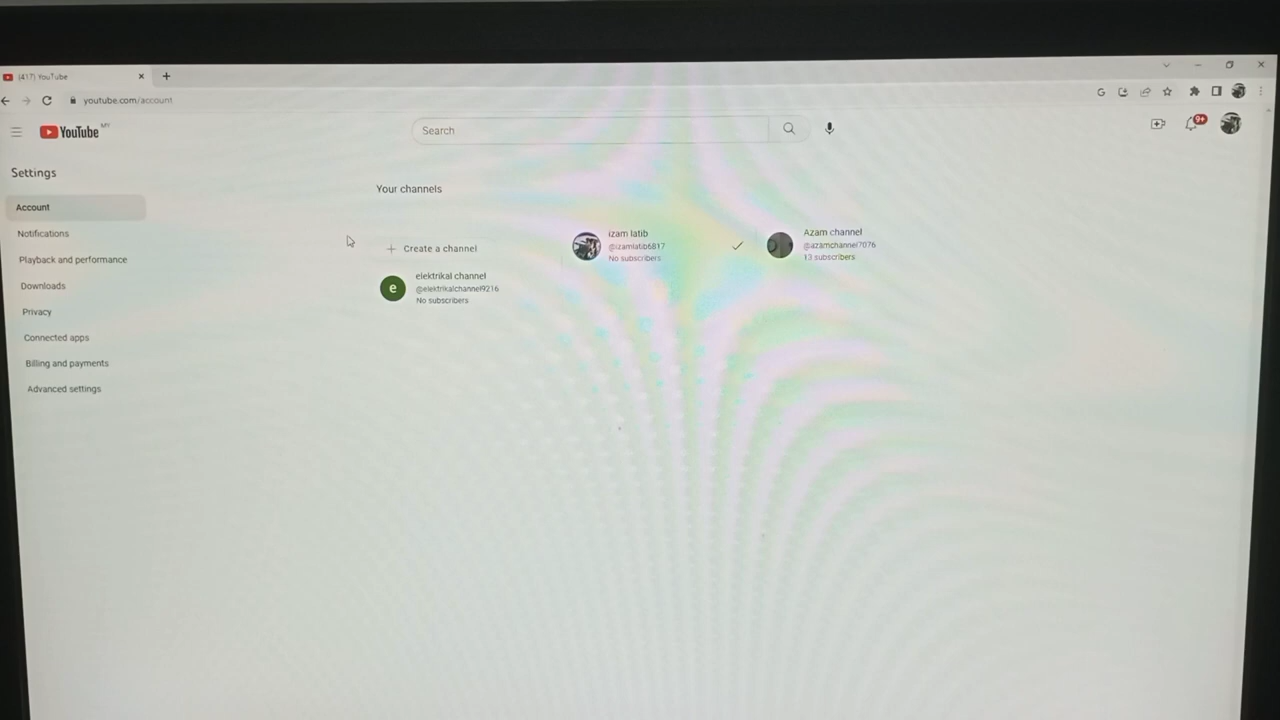 (417) YouTube
youtube.com/account
YouTube MY
Search
9+
Settings
Account
Notifications
Playback and performance
Downloads
Privacy
Connected apps
Billing and payments
Advanced settings
Your channels
Create a channel
izam latib
@izamlatib6817
No subscribers
Azam channel
@azamchannel7076
13 subscribers
e
elektrikal channel
@elektrikalchannel9216
No subscribers